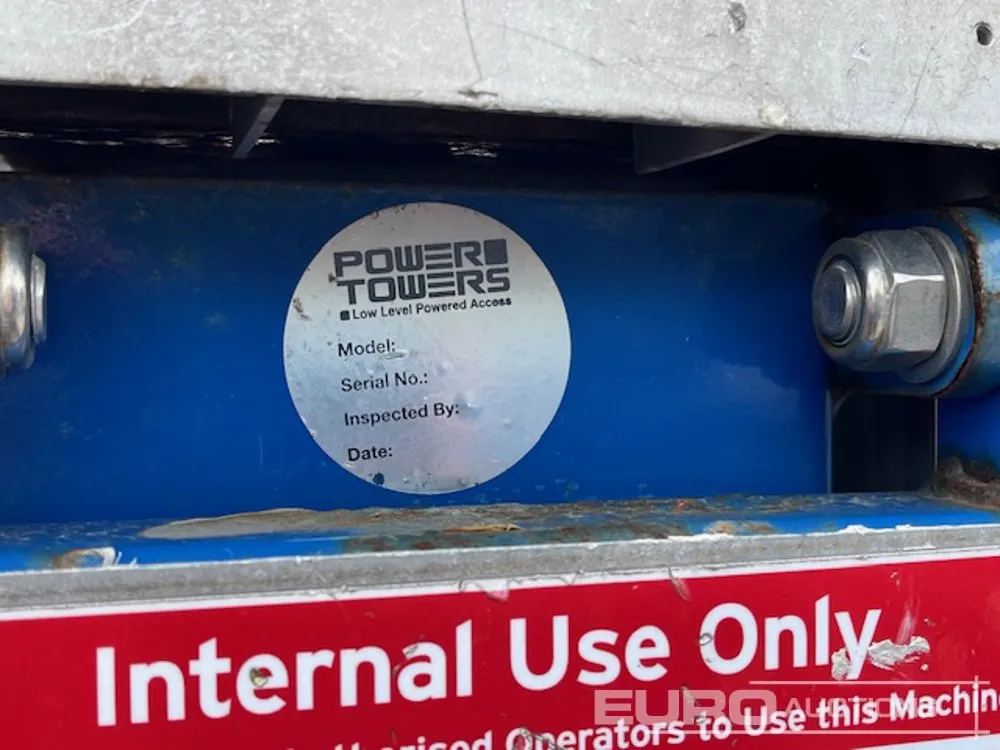 POWER
TOWERS
Low Level Powered Access
Model:
Serial No.:
Inspected By:
Date:
Internal Use Only
Operators to Use this Machine
EURO AUCTIONS